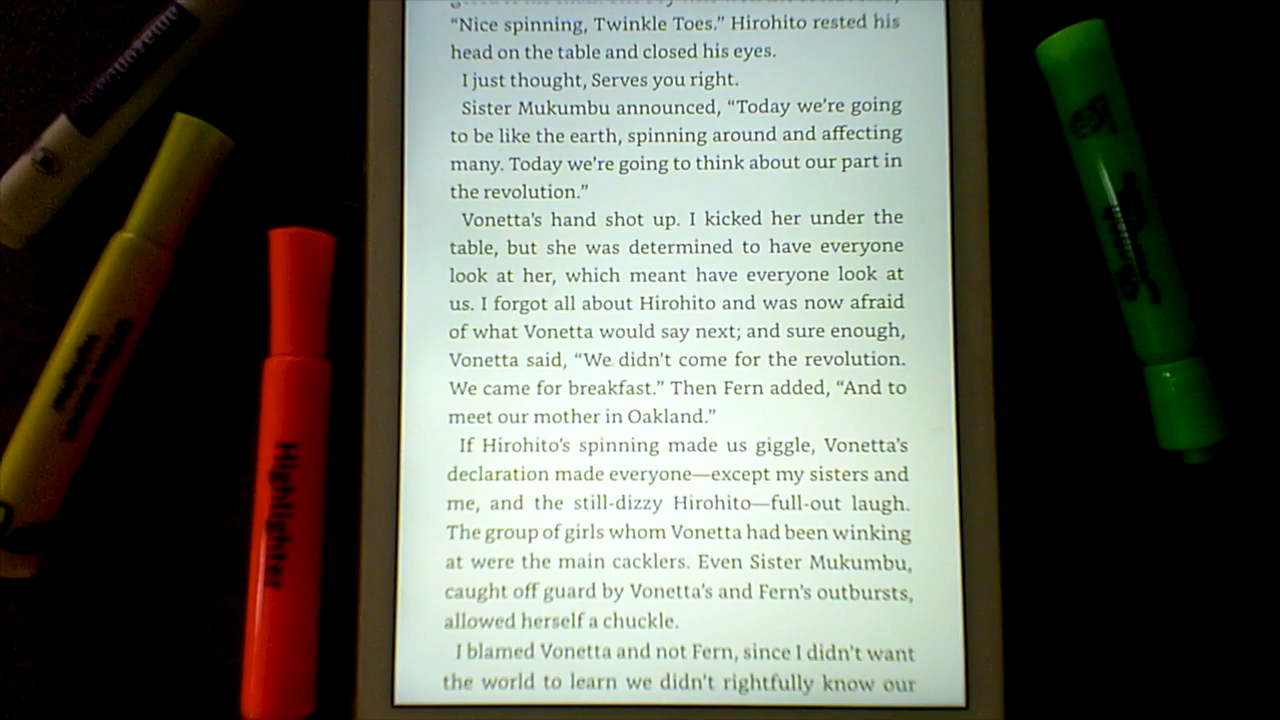 “Nice spinning, Twinkle Toes.” Hirohito rested his
head on the table and closed his eyes.
I just thought, Serves you right.
Sister Mukumbu announced, “Today we’re going
to be like the earth, spinning around and affecting
many. Today we’re going to think about our part in
the revolution.”
Vonetta’s hand shot up. I kicked her under the
table, but she was determined to have everyone
look at her, which meant have everyone look at
us. I forgot all about Hirohito and was now afraid
of what Vonetta would say next; and sure enough,
Vonetta said, “We didn’t come for the revolution.
We came for breakfast.” Then Fern added, “And to
meet our mother in Oakland.”
If Hirohito’s spinning made us giggle, Vonetta’s
declaration made everyone—except my sisters and
me, and the still-dizzy Hirohito—full-out laugh.
The group of girls whom Vonetta had been winking
at were the main cacklers. Even Sister Mukumbu,
caught off guard by Vonetta’s and Fern’s outbursts,
allowed herself a chuckle.
I blamed Vonetta and not Fern, since I didn’t want
the world to learn we didn’t rightfully know our
Highlighter